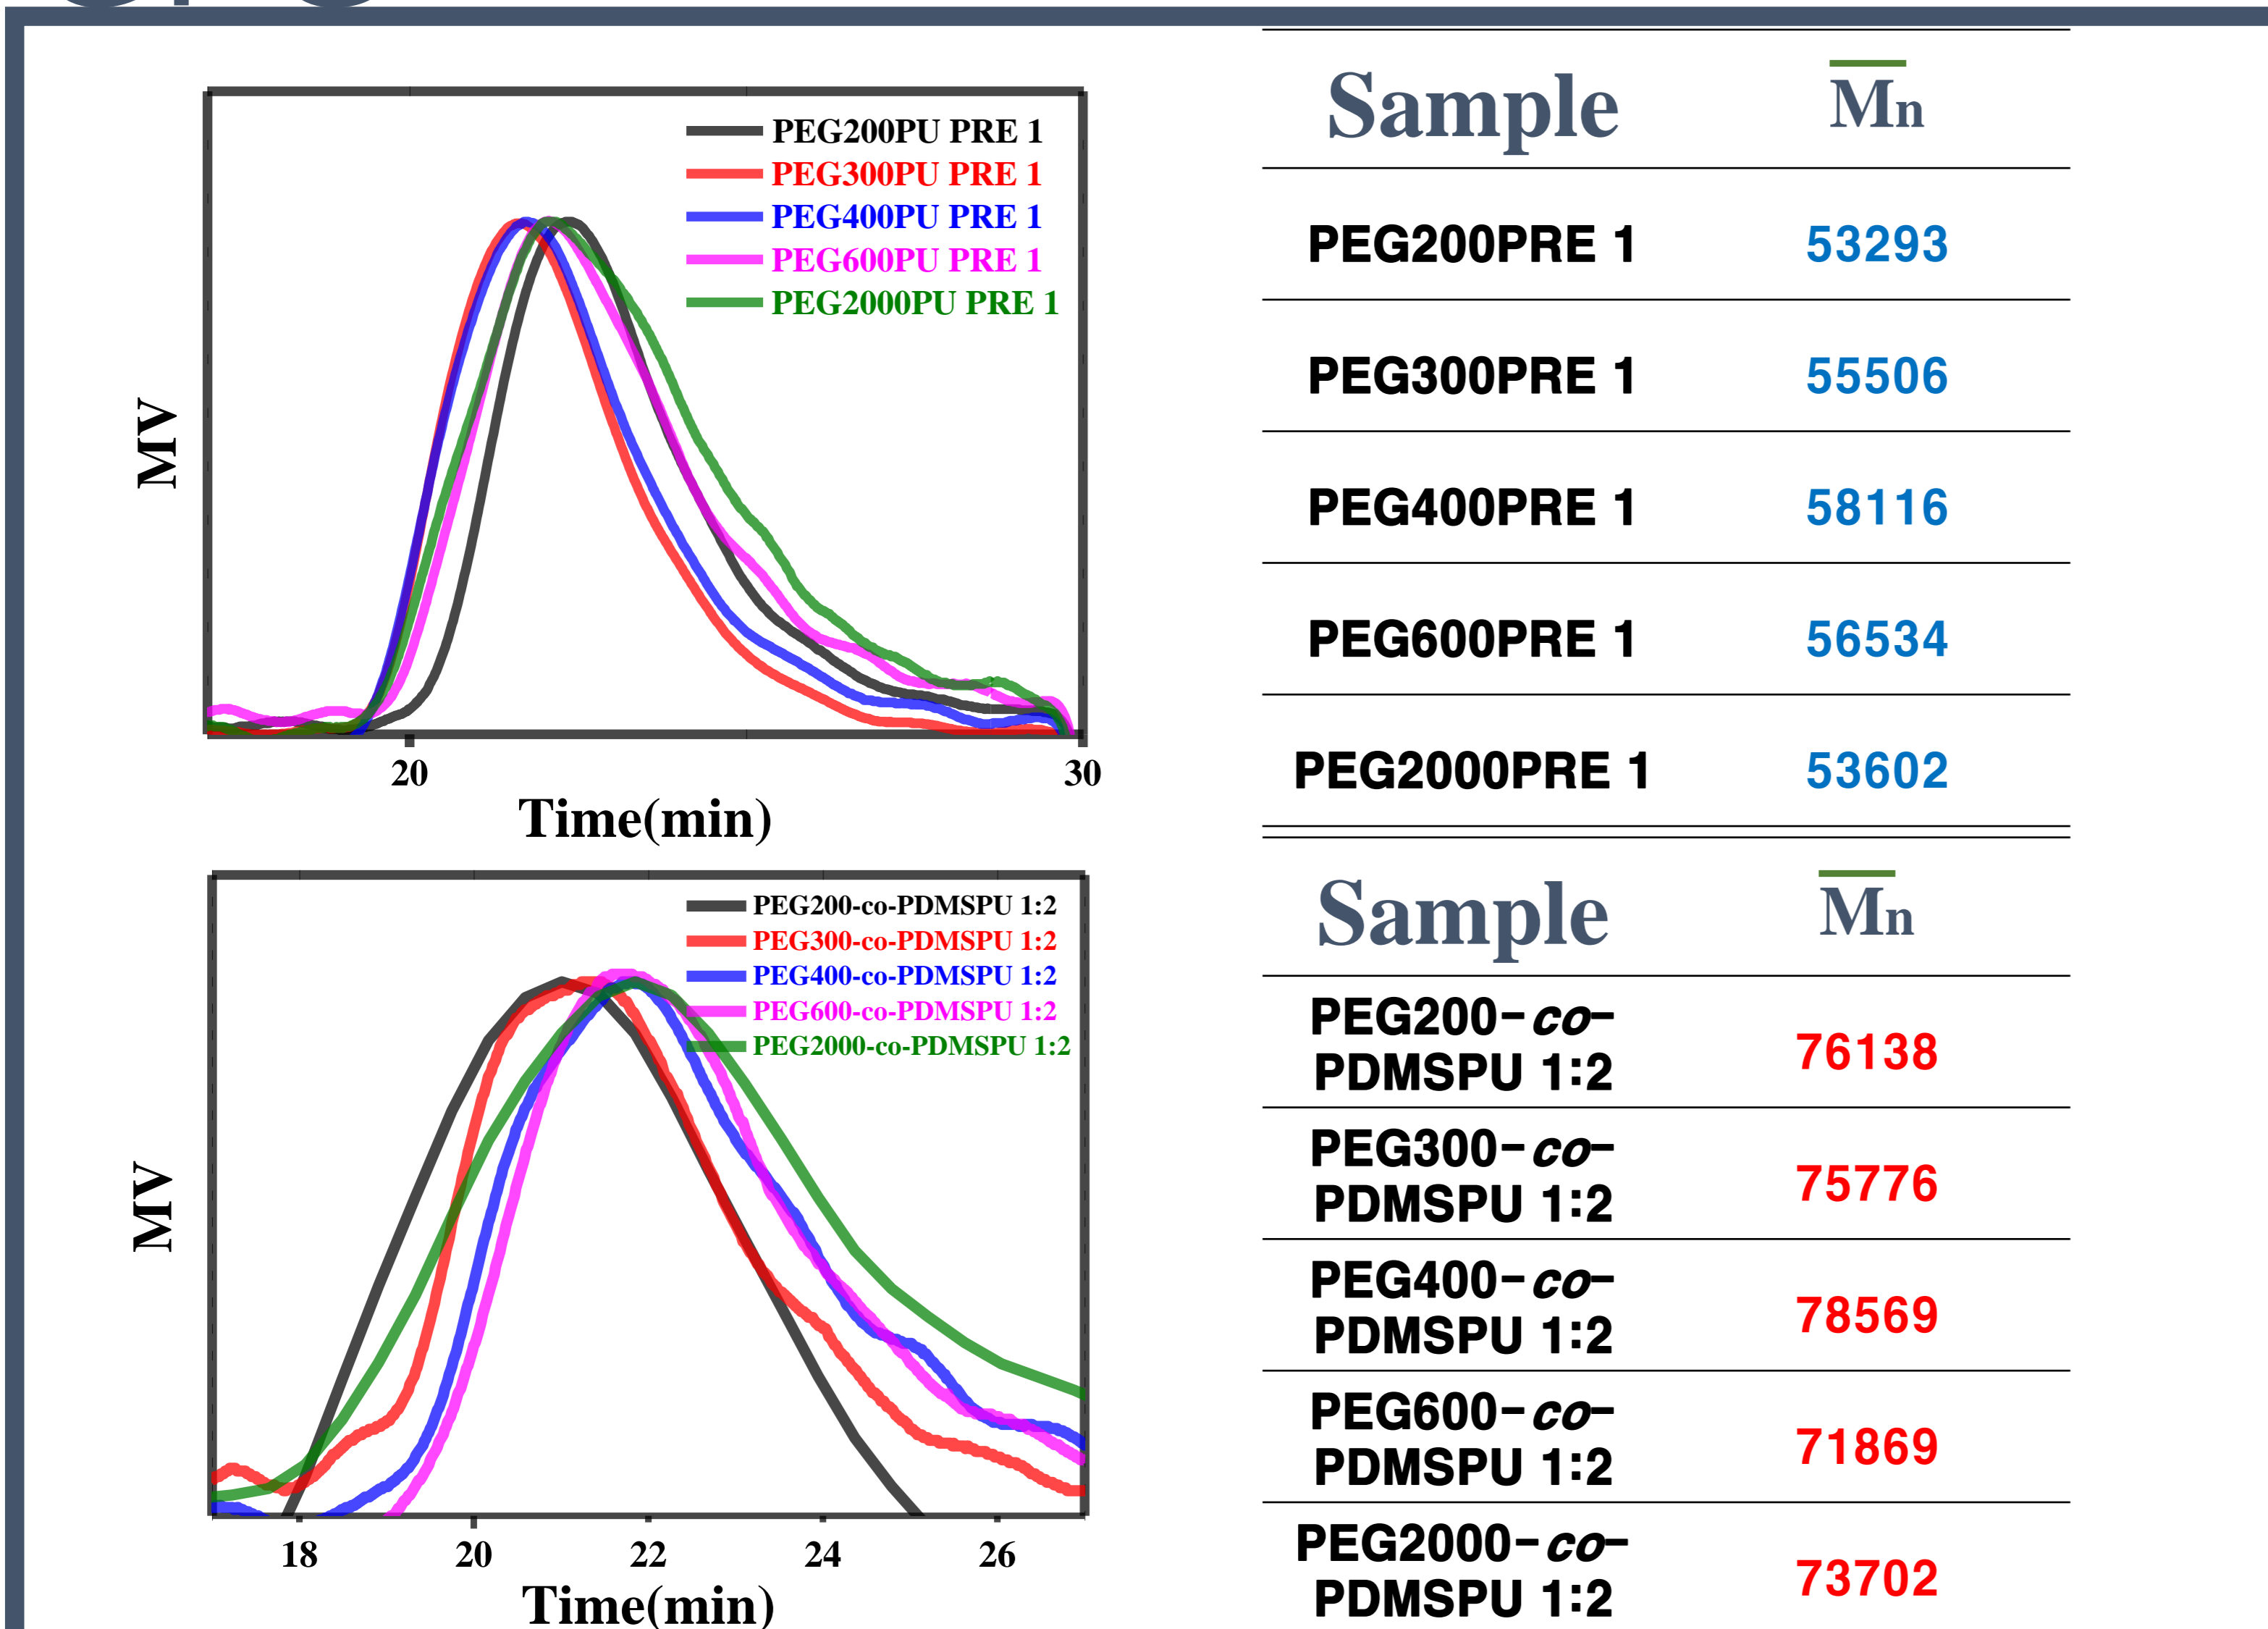 PEG200PU PRE 1
PEG300PU PRE 1
PEG400PU PRE 1
PEG600PU PRE 1
PEG2000PU PRE 1
MV
20
30
Time(min)
Sample M̅n
PEG200PRE 1 53293
PEG300PRE 1 55506
PEG400PRE 1 58116
PEG600PRE 1 56534
PEG2000PRE 1 53602
PEG200-co-PDMSPU 1:2
PEG300-co-PDMSPU 1:2
PEG400-co-PDMSPU 1:2
PEG600-co-PDMSPU 1:2
PEG2000-co-PDMSPU 1:2
MV
18
20
22
24
26
Time(min)
Sample M̅n
PEG200-co-
PDMSPU 1:2
76138
PEG300-co-
PDMSPU 1:2
75776
PEG400-co-
PDMSPU 1:2
78569
PEG600-co-
PDMSPU 1:2
71869
PEG2000-co-
PDMSPU 1:2
73702